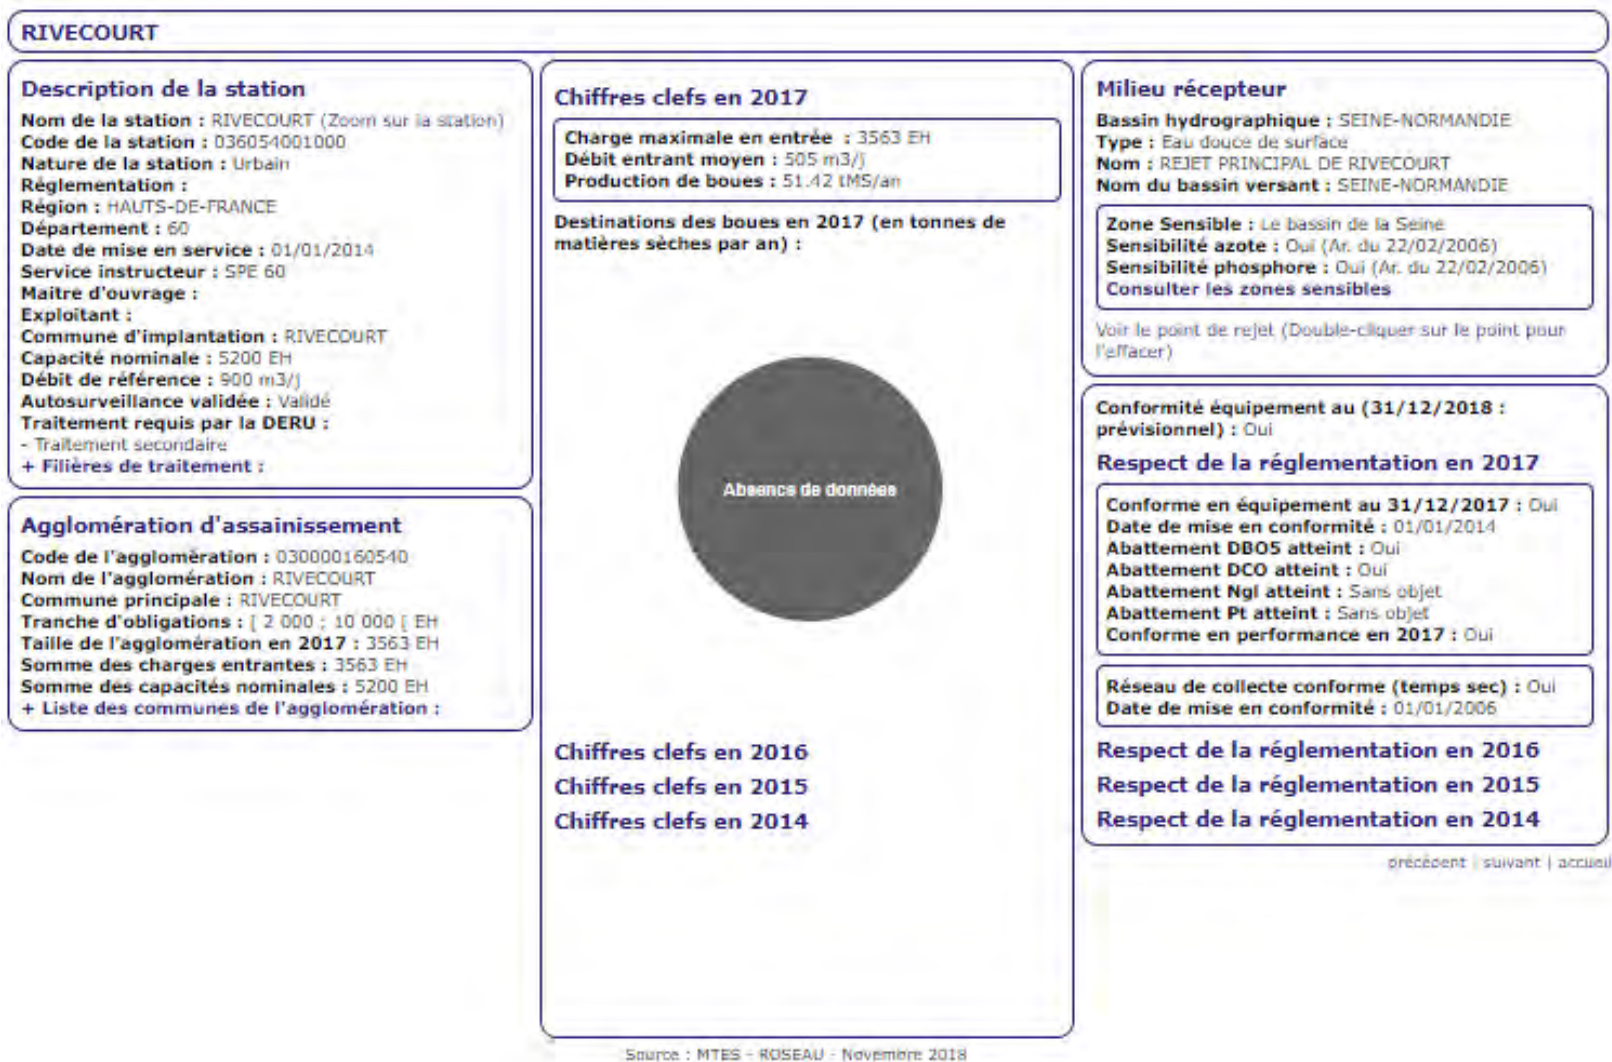 RIVECOURT
Description de la station
Nom de la station : RIVECOURT (Zoom sur la station)
Code de la station : 036054001000
Nature de la station : Urbain
Réglementation :
Région : HAUTS-DE-FRANCE
Département : 60
Date de mise en service : 01/01/2014
Service instructeur : SPE 60
Maitre d'ouvrage :
Exploitant :
Commune d'implantation : RIVECOURT
Capacité nominale : 5200 EH
Débit de référence : 900 m3/j
Autosurveillance validée : Validé
Traitement requis par la DERU :
- Traitement secondaire
+ Filières de traitement :
Agglomération d'assainissement
Code de l'agglomération : 030000160540
Nom de l'agglomération : RIVECOURT
Commune principale : RIVECOURT
Tranche d'obligations : [ 2 000 ; 10 000 [ EH
Taille de l'agglomération en 2017 : 3563 EH
Somme des charges entrantes : 3563 EH
Somme des capacités nominales : 5200 EH
+ Liste des communes de l'agglomération :
Chiffres clefs en 2017
Charge maximale en entrée : 3563 EH
Débit entrant moyen : 505 m3/j
Production de boues : 51.42 tMS/an
Destinations des boues en 2017 (en tonnes de
matières sèches par an) :
Absence de données
Chiffres clefs en 2016
Chiffres clefs en 2015
Chiffres clefs en 2014
Milieu récepteur
Bassin hydrographique : SEINE-NORMANDIE
Type : Eau douce de surface
Nom : REJET PRINCIPAL DE RIVECOURT
Nom du bassin versant : SEINE-NORMANDIE
Zone Sensible : Le bassin de la Seine
Sensibilité azote : Oui (Ar. du 22/02/2006)
Sensibilité phosphore : Oui (Ar. du 22/02/2006)
Consulter les zones sensibles
Voir le point de rejet (Double-cliquer sur le point pour
l'effacer)
Conformité équipement au (31/12/2018 :
prévisionnel) : Oui
Respect de la réglementation en 2017
Conforme en équipement au 31/12/2017 : Oui
Date de mise en conformité : 01/01/2014
Abattement DBO5 atteint : Oui
Abattement DCO atteint : Oui
Abattement Ngl atteint : Sans objet
Abattement Pt atteint : Sans objet
Conforme en performance en 2017 : Oui
Réseau de collecte conforme (temps sec) : Oui
Date de mise en conformité : 01/01/2006
Respect de la réglementation en 2016
Respect de la réglementation en 2015
Respect de la réglementation en 2014
précédent | suivant | accueil
Source : MTES - ROSEAU - Novembre 2018